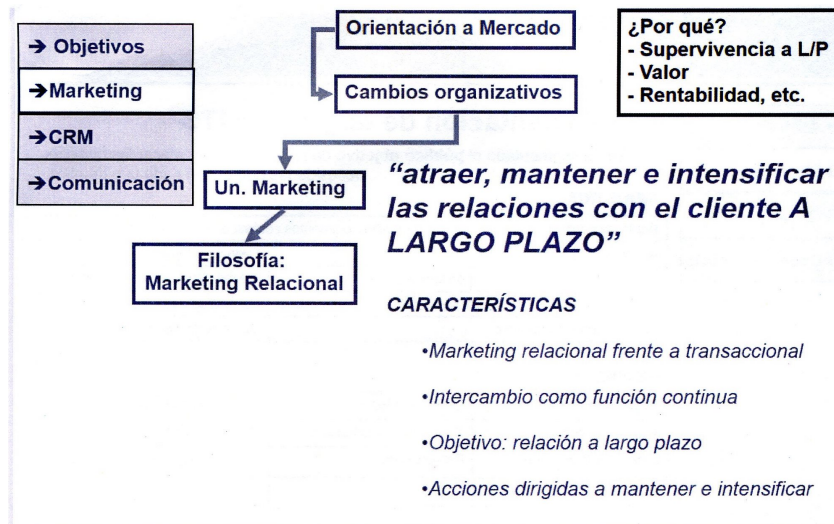 → Objetivos
→Marketing
→CRM
→Comunicación
Orientación a Mercado
Cambios organizativos
Un. Marketing
Filosofía:
Marketing Relacional
¿Por qué?
- Supervivencia a L/P
- Valor
- Rentabilidad, etc.
“atraer, mantener e intensificar
las relaciones con el cliente A
LARGO PLAZO”
CARACTERÍSTICAS
•Marketing relacional frente a transaccional
•Intercambio como función continua
•Objetivo: relación a largo plazo
•Acciones dirigidas a mantener e intensificar